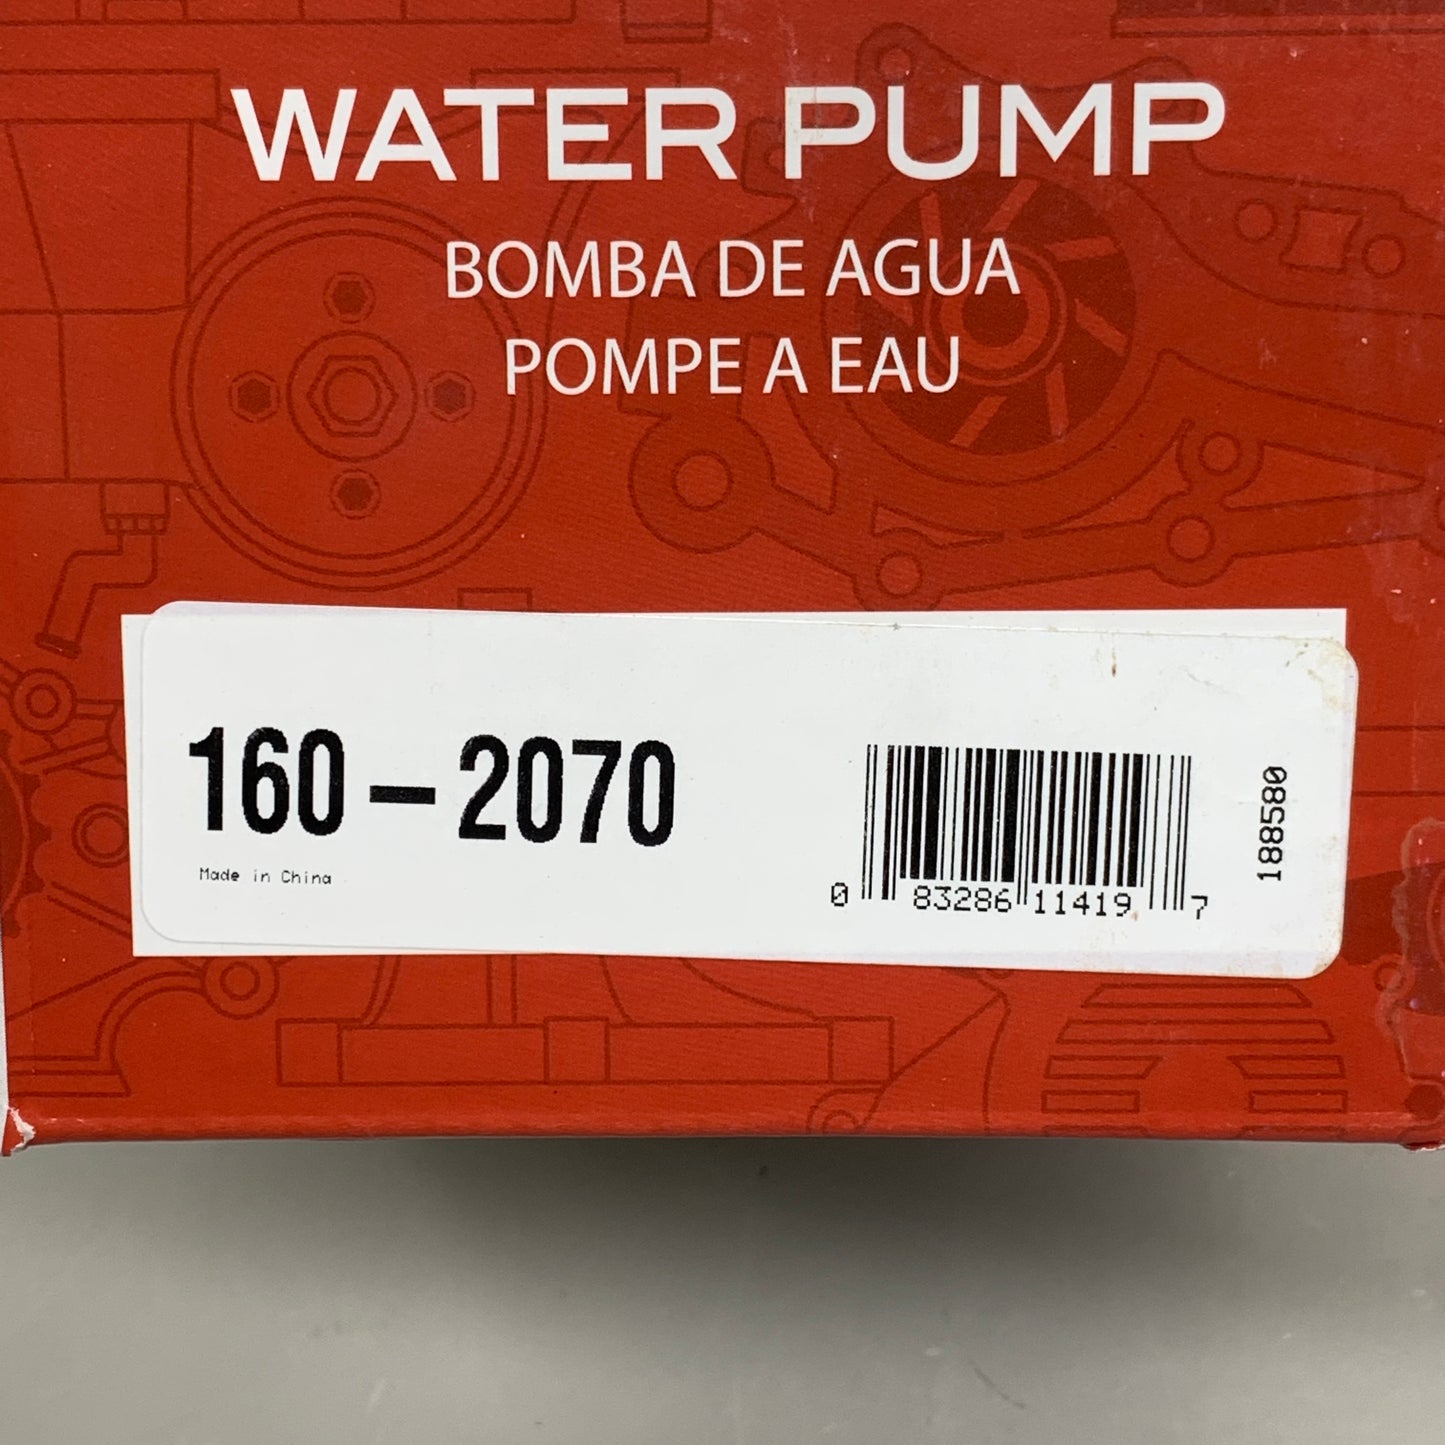 WATER PUMP
BOMBA DE AGUA
POMPE A EAU
160-2070
Made in China
0 83286 11419 7
188580